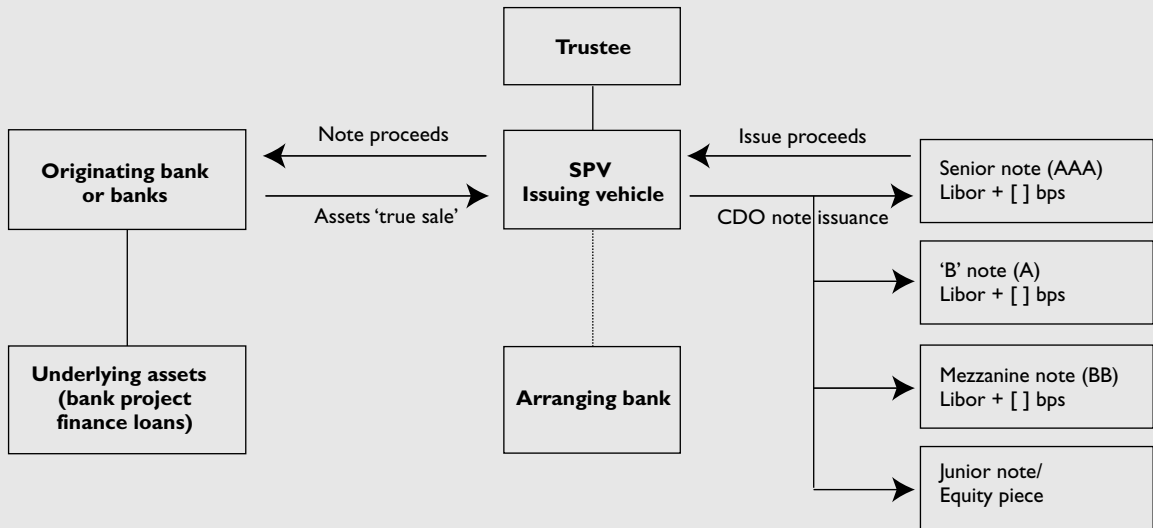 Trustee
Note proceeds
Issue proceeds
Originating bank
or banks
SPV
Issuing vehicle
Senior note (AAA)
Libor + [ ] bps
Assets ‘true sale’
CDO note issuance
‘B’ note (A)
Libor + [ ] bps
Underlying assets
(bank project
finance loans)
Arranging bank
Mezzanine note (BB)
Libor + [ ] bps
Junior note/
Equity piece